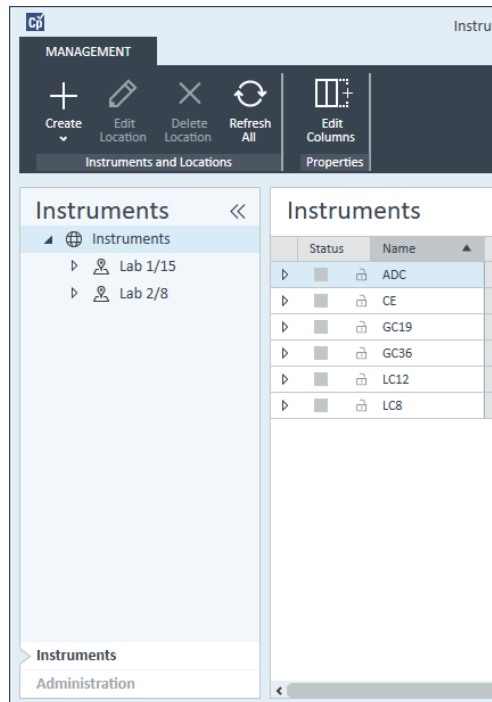 Cp
Instru
MANAGEMENT
Create
Edit Location
Delete Location
Refresh All
Edit Columns
Instruments and Locations
Properties
Instruments
Instruments
Lab 1/15
Lab 2/8
Instruments
Status Name
ADC
CE
GC19
GC36
LC12
LC8
Instruments
Administration